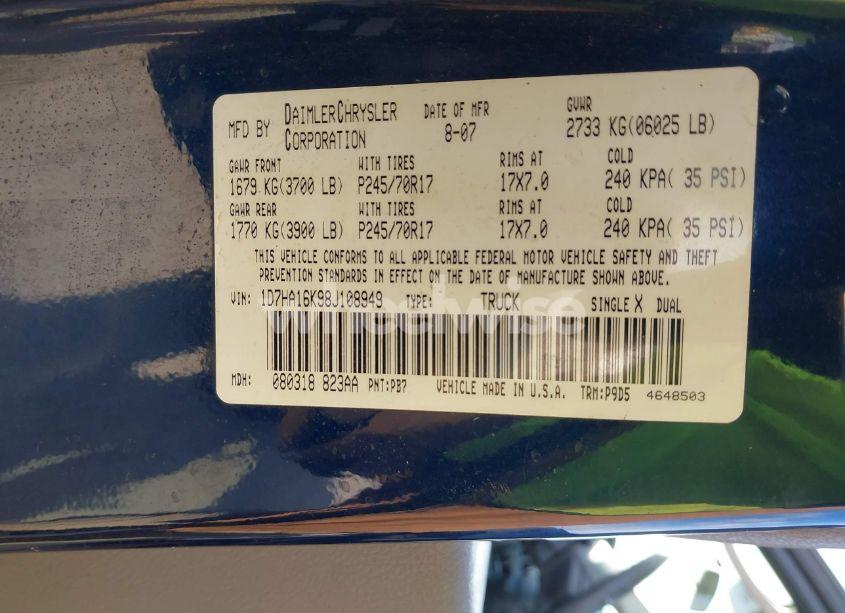 MFD BY DAIMLERCHRYSLER CORPORATION DATE OF MFR 8-07 GVWR 2733 KG(06025 LB)
GAWR FRONT WITH TIRES RIMS AT COLD
1679 KG(3700 LB) P245/70R17 17X7.0 240 KPA( 35 PSI)
GAWR REAR WITH TIRES RIMS AT COLD
1770 KG(3900 LB) P245/70R17 17X7.0 240 KPA( 35 PSI)
THIS VEHICLE CONFORMS TO ALL APPLICABLE FEDERAL MOTOR VEHICLE SAFETY AND THEFT
PREVENTION STANDARDS IN EFFECT ON THE DATE OF MANUFACTURE SHOWN ABOVE.
VIN: 1D7HA16K98J108949 TYPE: TRUCK SINGLE X DUAL
wheelwise
MDH: 080318 823AA PNT:PB7 VEHICLE MADE IN U.S.A. TRM:P9D5 4648503